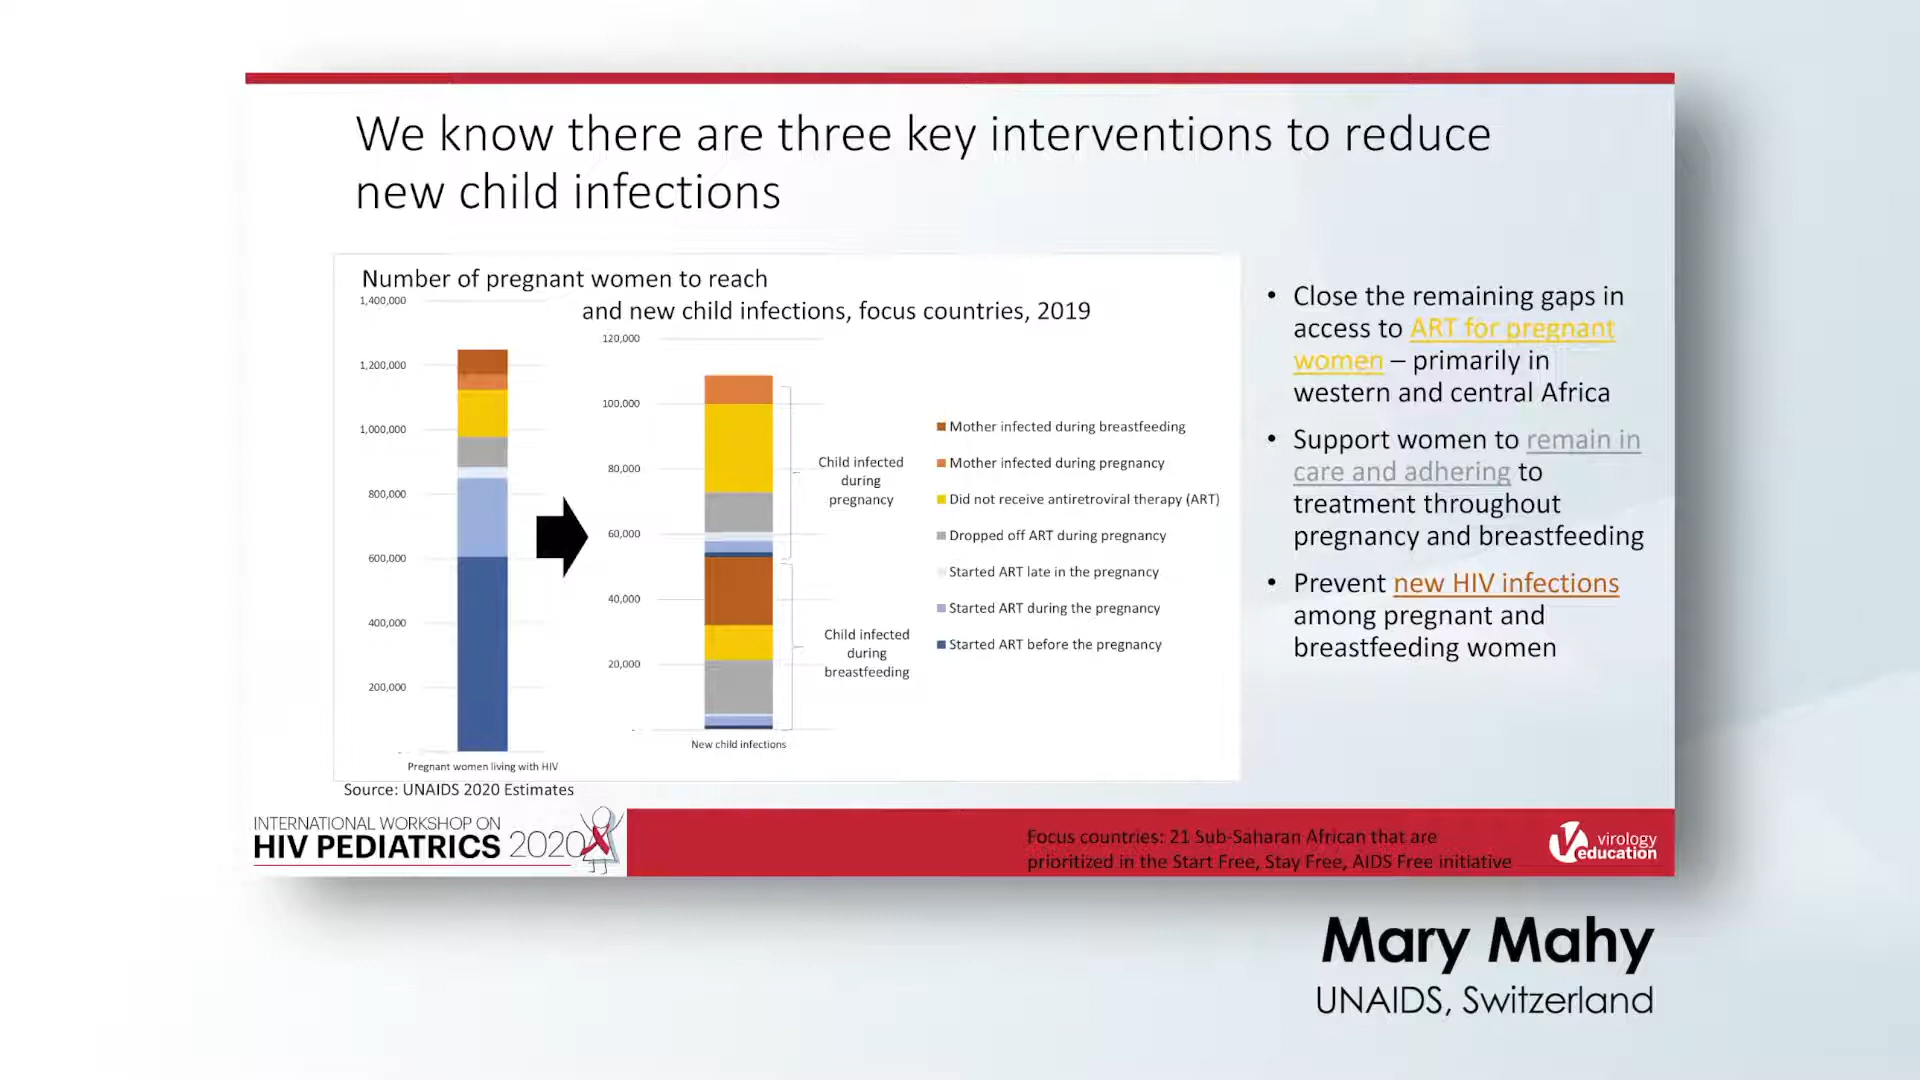 We know there are three key interventions to reduce
new child infections
Number of pregnant women to reach
and new child infections, focus countries, 2019
1,400,000
1,200,000
1,000,000
800,000
600,000
400,000
200,000
-
Pregnant women living with HIV
120,000
100,000
80,000
60,000
40,000
20,000
-
New child infections
Child infected
during
pregnancy
Child infected
during
breastfeeding
Mother infected during breastfeeding
Mother infected during pregnancy
Did not receive antiretroviral therapy (ART)
Dropped off ART during pregnancy
Started ART late in the pregnancy
Started ART during the pregnancy
Started ART before the pregnancy
• Close the remaining gaps in
access to ART for pregnant
women – primarily in
western and central Africa
• Support women to remain in
care and adhering to
treatment throughout
pregnancy and breastfeeding
• Prevent new HIV infections
among pregnant and
breastfeeding women
Source: UNAIDS 2020 Estimates
INTERNATIONAL WORKSHOP ON
HIV PEDIATRICS 2020
Focus countries: 21 Sub-Saharan African that are
prioritized in the Start Free, Stay Free, AIDS Free initiative
virology
education
Mary Mahy
UNAIDS, Switzerland